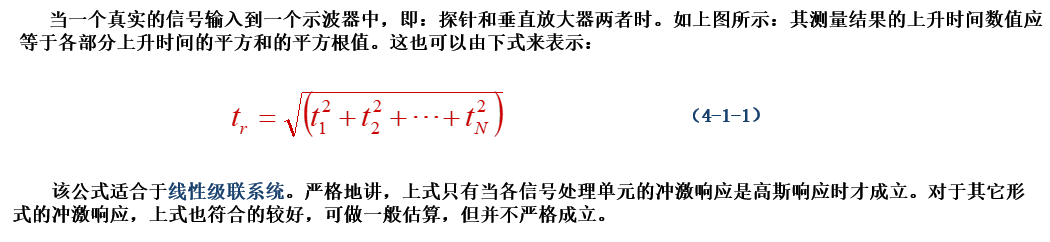 当一个真实的信号输入到一个示波器中，即：探针和垂直放大器两者时。如上图所示：其测量结果的上升时间数值应
等于各部分上升时间的平方和的平方根值。这也可以由下式来表示：
t_r = √(t_1^2 + t_2^2 + ⋯ + t_N^2) （4-1-1）
该公式适合于线性级联系统。严格地讲，上式只有当各信号处理单元的冲激响应是高斯响应时才成立。对于其它形
式的冲激响应，上式也符合的较好，可做一般估算，但并不严格成立。